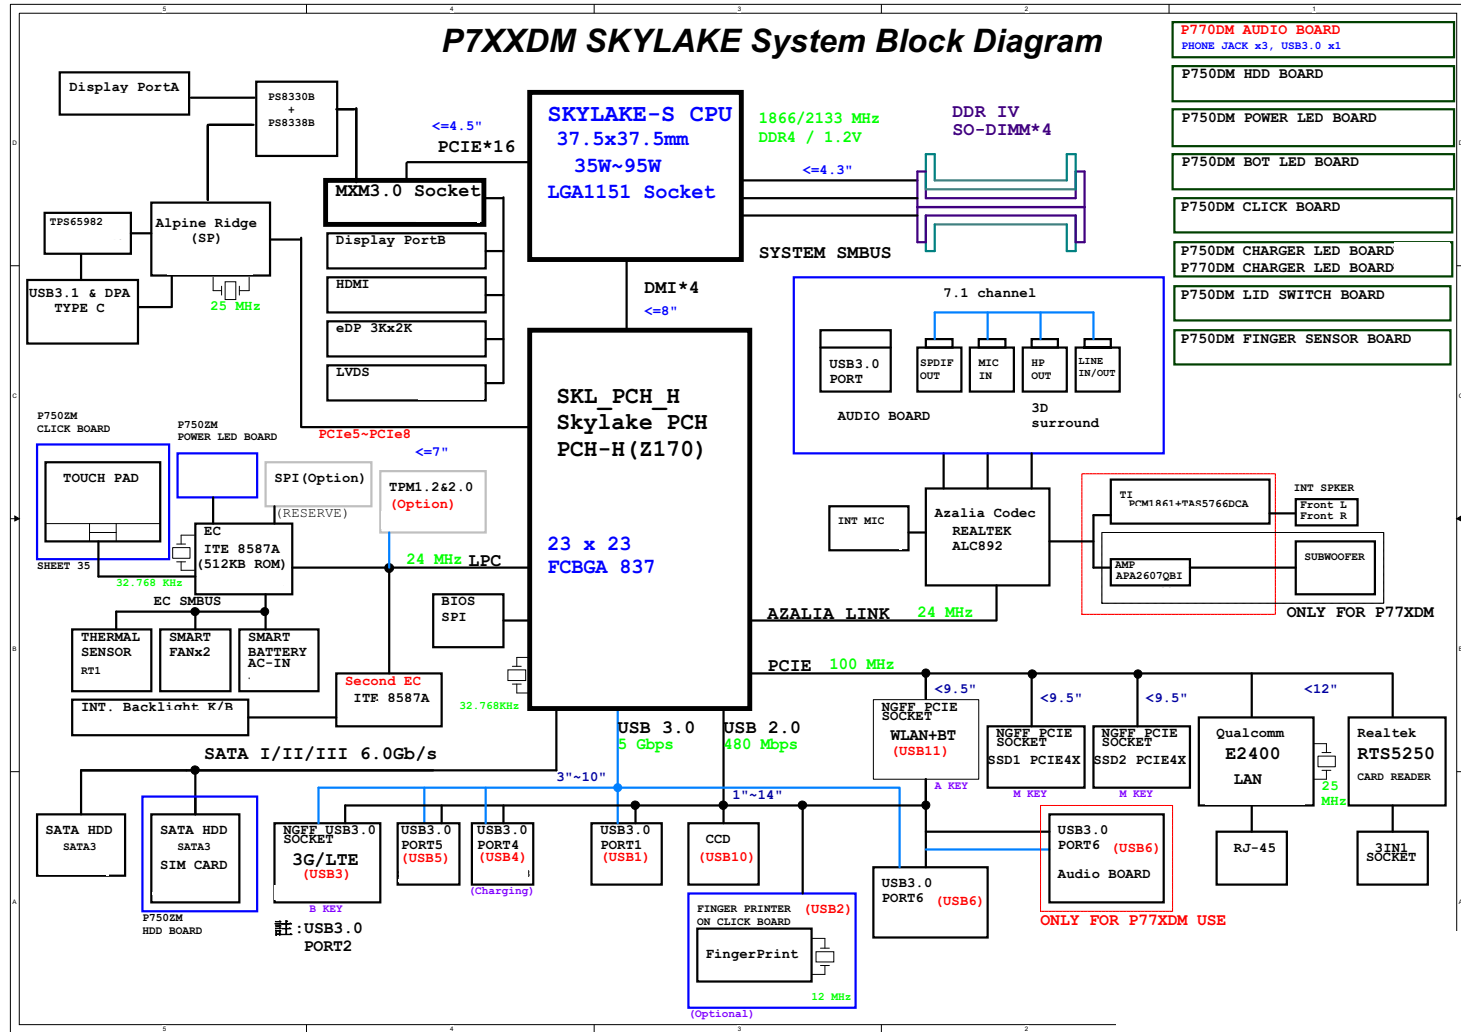 P7XXDM SKYLAKE System Block Diagram
P770DM AUDIO BOARD
PHONE JACK x3, USB3.0 x1
P750DM HDD BOARD
P750DM POWER LED BOARD
P750DM BOT LED BOARD
P750DM CLICK BOARD
P750DM CHARGER LED BOARD
P770DM CHARGER LED BOARD
P750DM LID SWITCH BOARD
P750DM FINGER SENSOR BOARD
Display PortA
PS8330B
+
PS8338B
<=4.5"
PCIE*16
MXM3.0 Socket
SKYLAKE-S CPU
37.5x37.5mm
35W~95W
LGA1151 Socket
1866/2133 MHz
DDR4 / 1.2V
<=4.3"
DDR IV
SO-DIMM*4
SYSTEM SMBUS
TPS65982
Alpine Ridge
(SP)
25 MHz
USB3.1 & DPA
TYPE C
Display PortB
HDMI
eDP 3Kx2K
LVDS
DMI*4
<=8"
7.1 channel
USB3.0
PORT
SPDIF
OUT
MIC
IN
HP
OUT
LINE
IN/OUT
AUDIO BOARD
3D
surround
SKL_PCH_H
Skylake PCH
PCH-H(Z170)
23 x 23
FCBGA 837
PCIe5~PCIe8
<=7"
P750ZM
CLICK BOARD
TOUCH PAD
SHEET 35
P750ZM
POWER LED BOARD
SPI(Option)
(RESERVE)
TPM1.2&2.0
(Option)
EC
ITE 8587A
(512KB ROM)
32.768 KHz
24 MHz
LPC
EC SMBUS
THERMAL
SENSOR
RT1
SMART
FANx2
SMART
BATTERY
AC-IN
BIOS
SPI
Second EC
ITE 8587A
INT. Backlight K/B
32.768KHz
INT MIC
Azalia Codec
REALTEK
ALC892
TI
PCM1861+TAS5766DCA
INT SPKER
Front L
Front R
AMP
APA2607QBI
SUBWOOFER
ONLY FOR P77XDM
AZALIA LINK
24 MHz
PCIE
100 MHz
<9.5"
<9.5"
<9.5"
<12"
NGFF PCIE
SOCKET
WLAN+BT
(USB11)
A KEY
NGFF PCIE
SOCKET
SSD1 PCIE4X
M KEY
NGFF PCIE
SOCKET
SSD2 PCIE4X
M KEY
Qualcomm
E2400
LAN
25
MHz
Realtek
RTS5250
CARD READER
RJ-45
3IN1
SOCKET
SATA I/II/III 6.0Gb/s
USB 3.0
5 Gbps
USB 2.0
480 Mbps
3"~10"
1"~14"
SATA HDD
SATA3
SATA HDD
SATA3
SIM CARD
P750ZM
HDD BOARD
NGFF USB3.0
SOCKET
3G/LTE
(USB3)
B KEY
註:USB3.0
PORT2
USB3.0
PORT5
(USB5)
USB3.0
PORT4
(USB4)
(Charging)
USB3.0
PORT1
(USB1)
CCD
(USB10)
FINGER PRINTER
ON CLICK BOARD
(USB2)
FingerPrint
12 MHz
(Optional)
USB3.0
PORT6
(USB6)
USB3.0
PORT6
(USB6)
Audio BOARD
ONLY FOR P77XDM USE